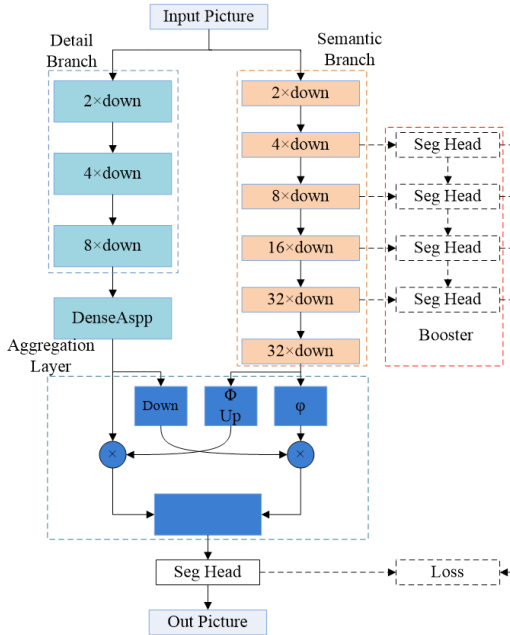 Input Picture
Detail
Branch
Semantic
Branch
2×down
4×down
8×down
DenseAspp
2×down
4×down
8×down
16×down
32×down
32×down
Seg Head
Seg Head
Seg Head
Seg Head
Booster
Aggregation
Layer
Down
Φ
Up
φ
×
×
Seg Head
Loss
Out Picture